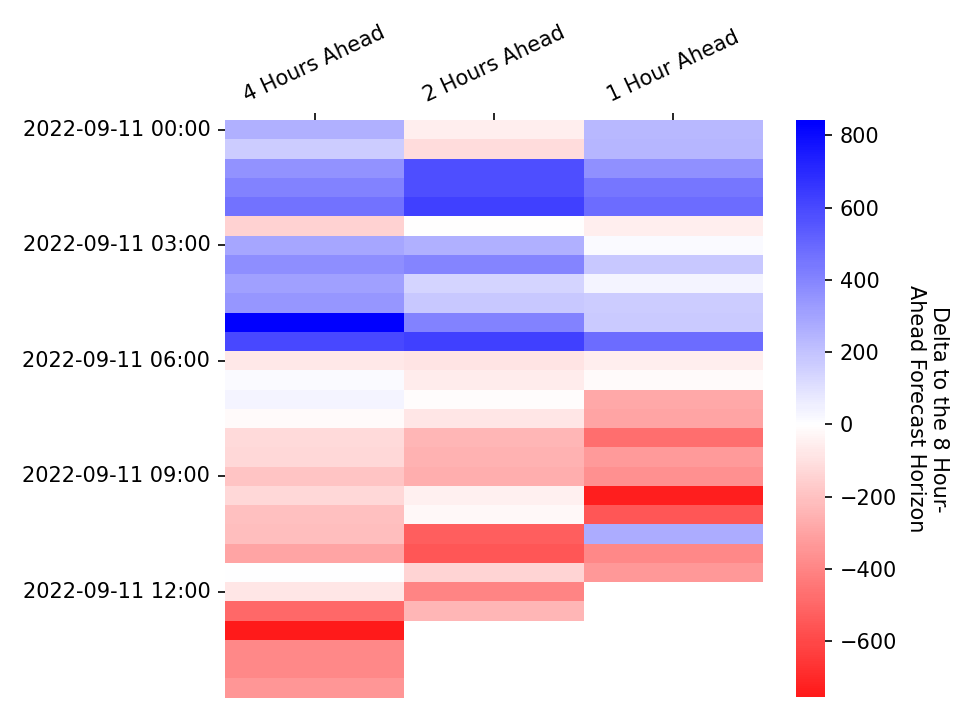 4 Hours Ahead
2 Hours Ahead
1 Hour Ahead
2022-09-11 00:00
2022-09-11 03:00
2022-09-11 06:00
2022-09-11 09:00
2022-09-11 12:00
800
600
400
200
0
−200
−400
−600
Delta to the 8 Hour-
Ahead Forecast Horizon